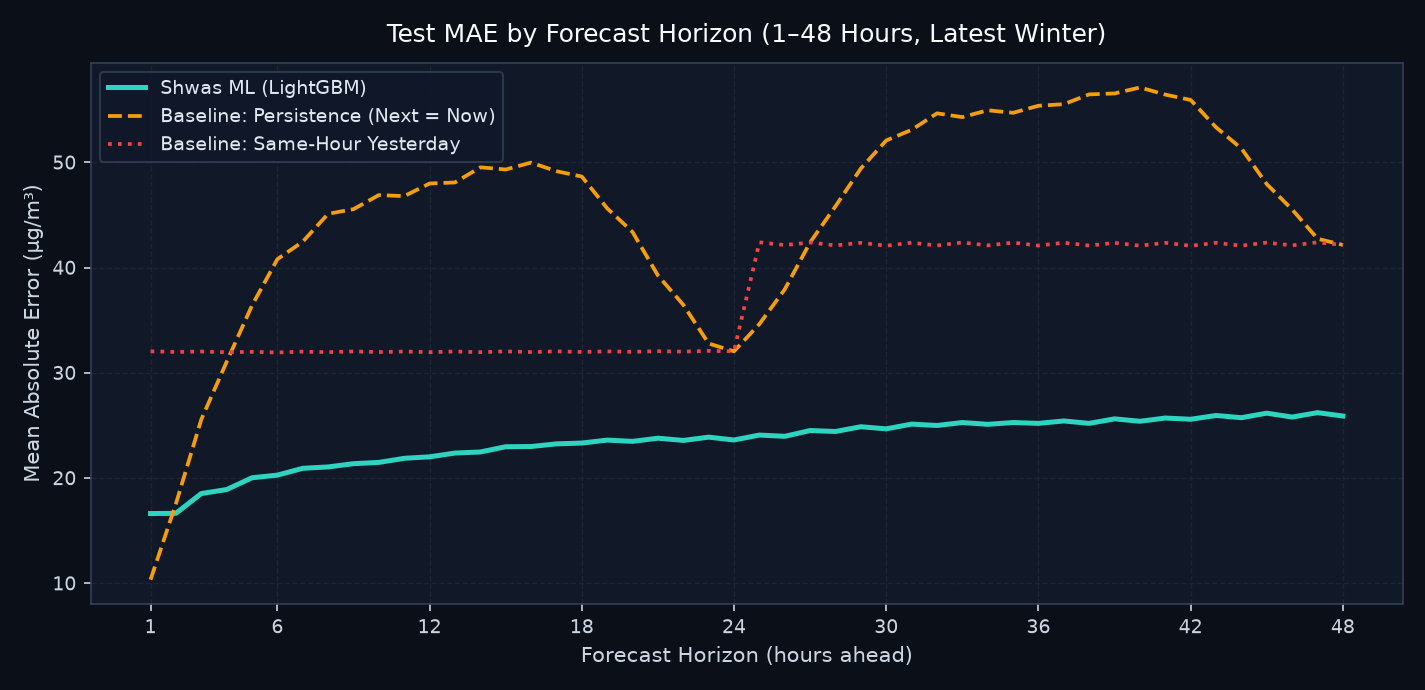 Test MAE by Forecast Horizon (1–48 Hours, Latest Winter)
Shwas ML (LightGBM)
Baseline: Persistence (Next = Now)
Baseline: Same-Hour Yesterday
Mean Absolute Error (µg/m³)
50
40
30
20
10
1 6 12 18 24 30 36 42 48
Forecast Horizon (hours ahead)